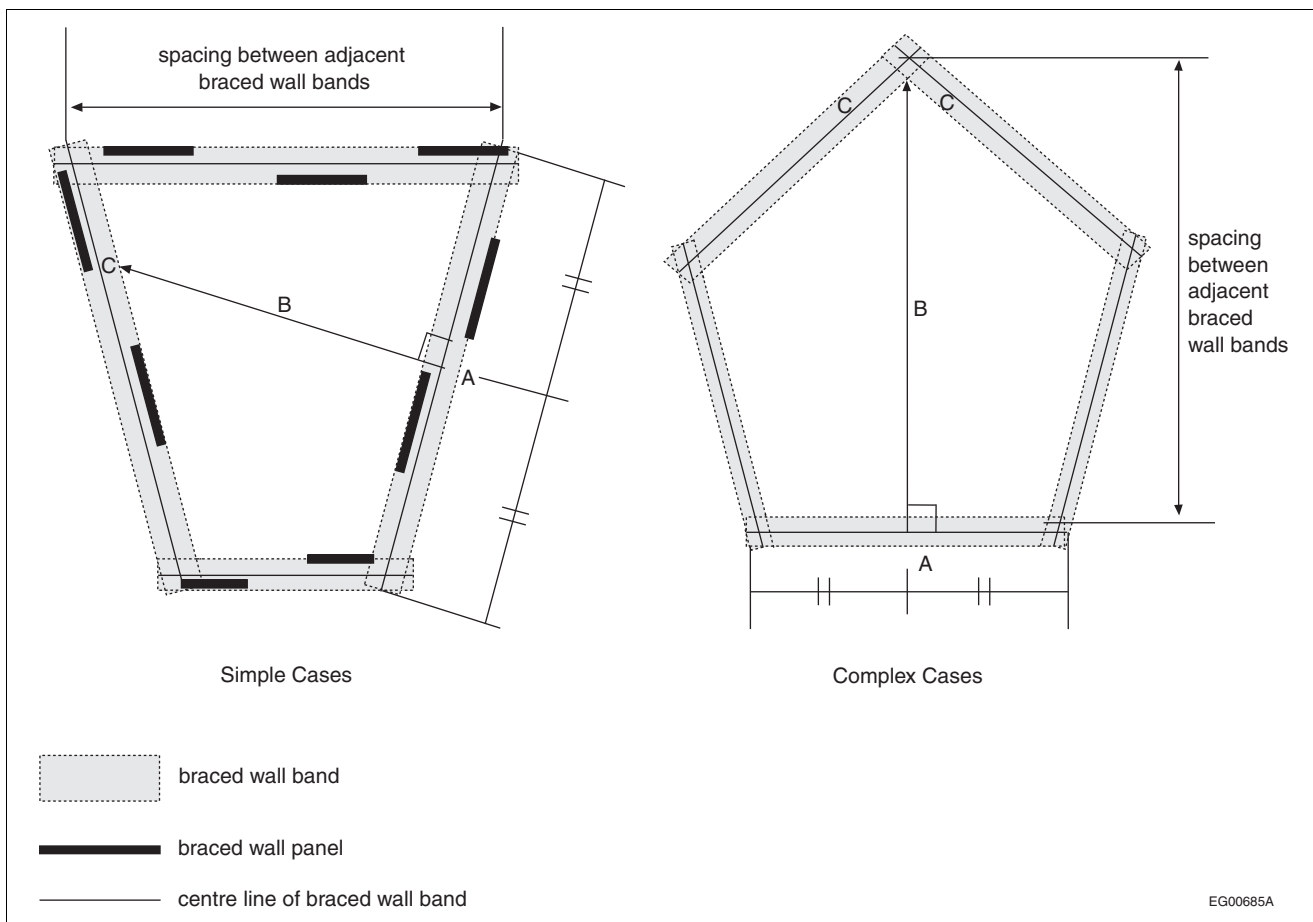 spacing between adjacent
braced wall bands
C
B
A
Simple Cases
C
C
B
spacing
between
adjacent
braced
wall bands
A
Complex Cases
braced wall band
braced wall panel
centre line of braced wall band
EG00685A